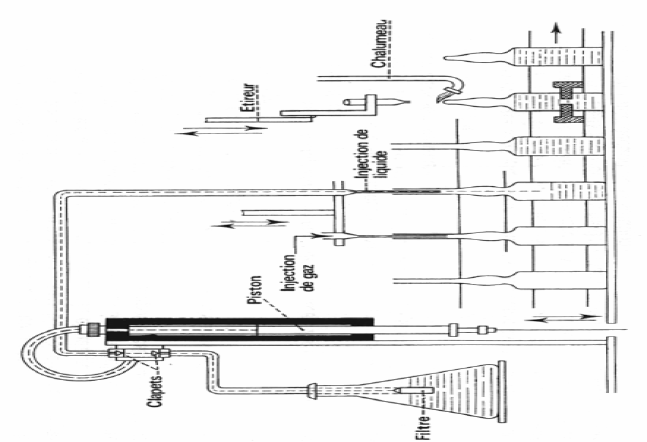 Chalumeau
Etireur
Injection de
liquide
Injection
de gaz
Piston
Clapets
Filtre